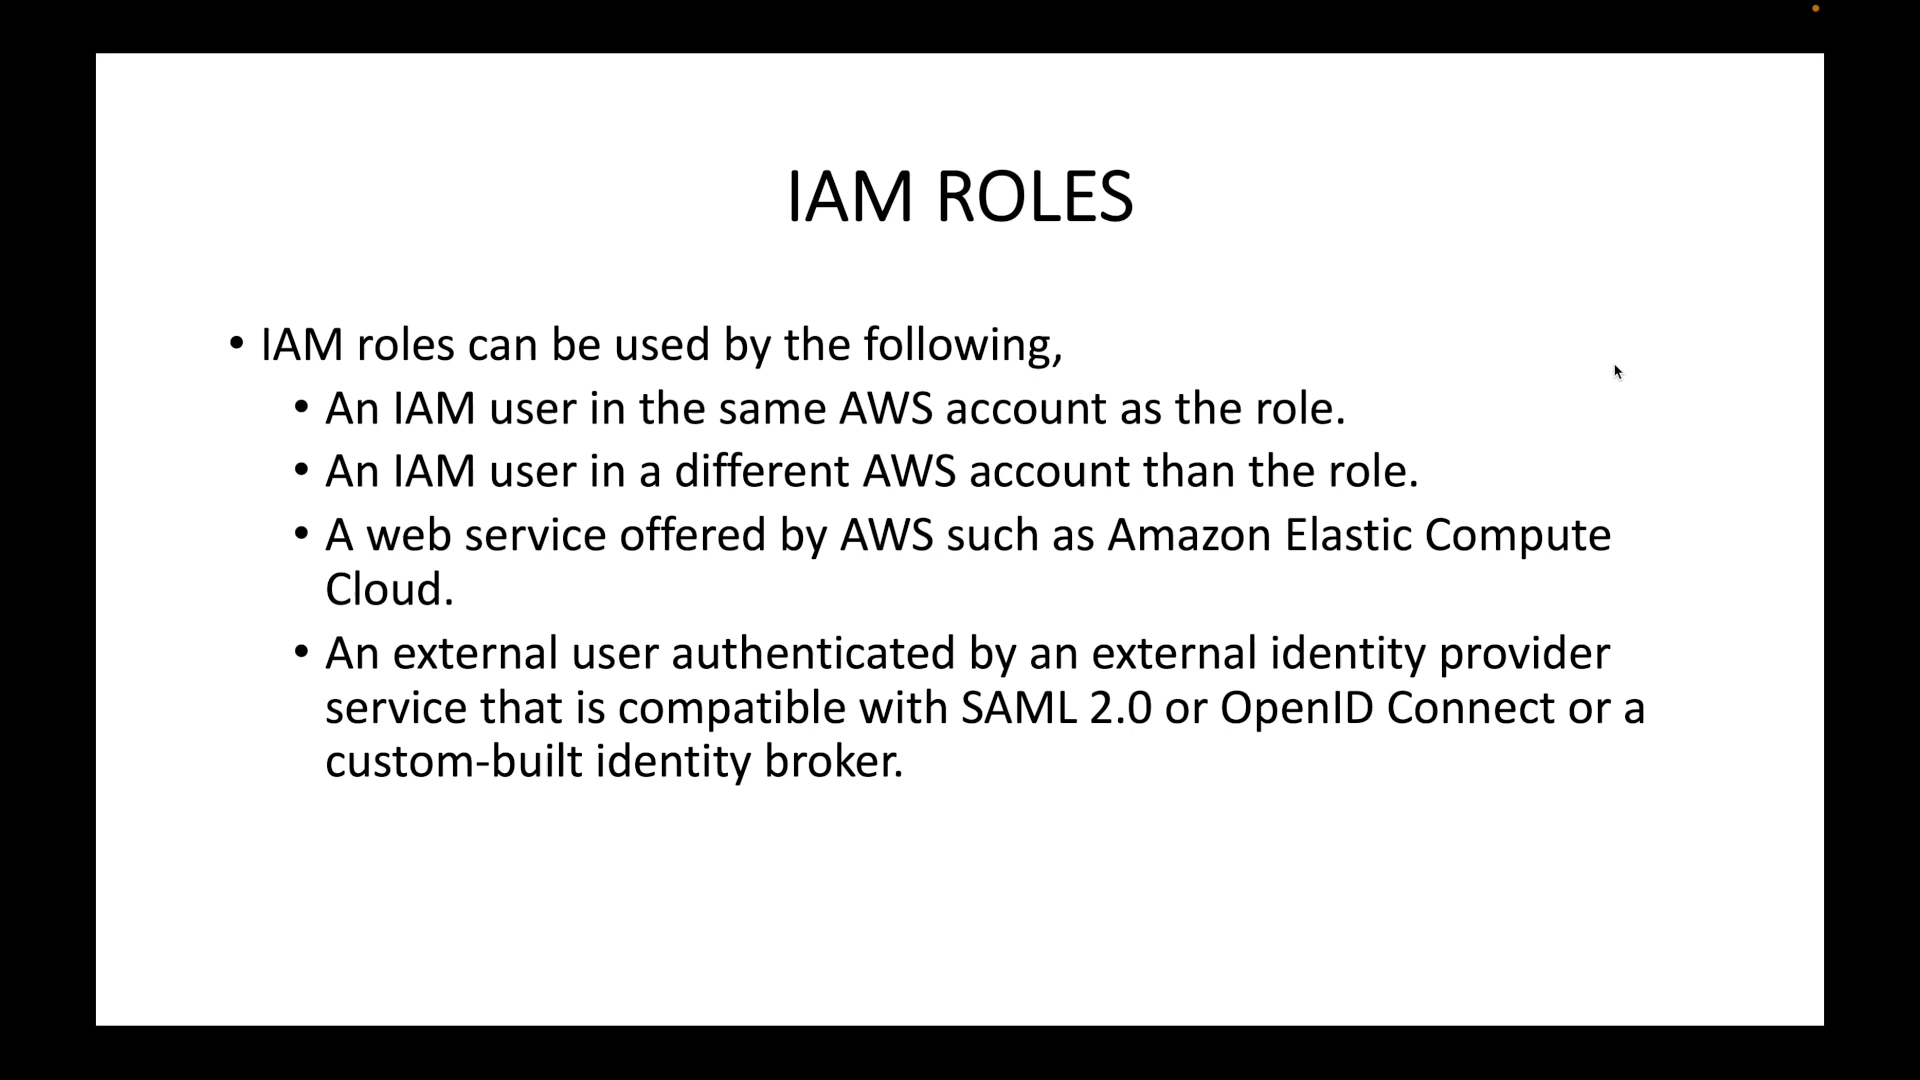 IAM ROLES
• IAM roles can be used by the following,
• An IAM user in the same AWS account as the role.
• An IAM user in a different AWS account than the role.
• A web service offered by AWS such as Amazon Elastic Compute
Cloud.
• An external user authenticated by an external identity provider
service that is compatible with SAML 2.0 or OpenID Connect or a
custom-built identity broker.